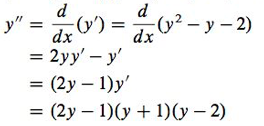 y″ = d/dx (y′) = d/dx (y² − y − 2)
= 2yy′ − y′
= (2y − 1)y′
= (2y − 1)(y + 1)(y − 2)